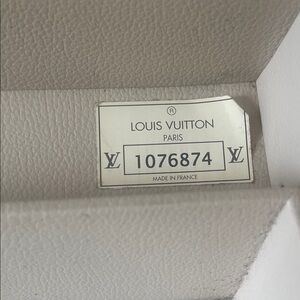 ®
LOUIS VUITTON
PARIS
LV 1076874 LV
MADE IN FRANCE